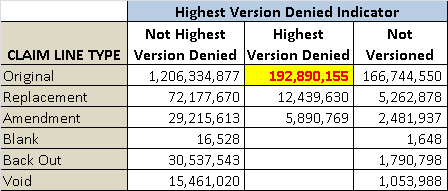 Highest Version Denied Indicator
CLAIM LINE TYPE Not Highest Version Denied Highest Version Denied Not Versioned
Original 1,206,334,877 192,890,155 166,744,550
Replacement 72,177,670 12,439,630 5,262,878
Amendment 29,215,613 5,890,769 2,481,937
Blank 16,528 1,648
Back Out 30,537,543 1,790,798
Void 15,461,020 1,053,988